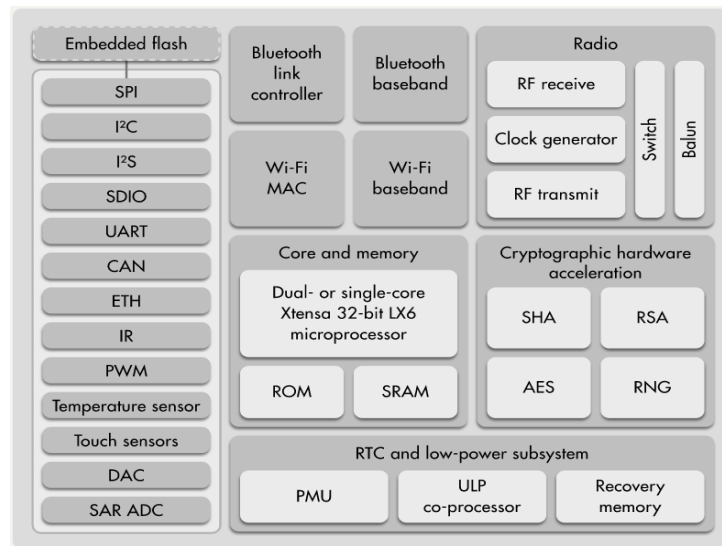 Embedded flash
SPI
I²C
I²S
SDIO
UART
CAN
ETH
IR
PWM
Temperature sensor
Touch sensors
DAC
SAR ADC
Bluetooth
link
controller
Bluetooth
baseband
Wi-Fi
MAC
Wi-Fi
baseband
Radio
RF receive
Clock generator
RF transmit
Switch
Balun
Core and memory
Dual- or single-core
Xtensa 32-bit LX6
microprocessor
ROM
SRAM
Cryptographic hardware
acceleration
SHA
RSA
AES
RNG
RTC and low-power subsystem
PMU
ULP
co-processor
Recovery
memory